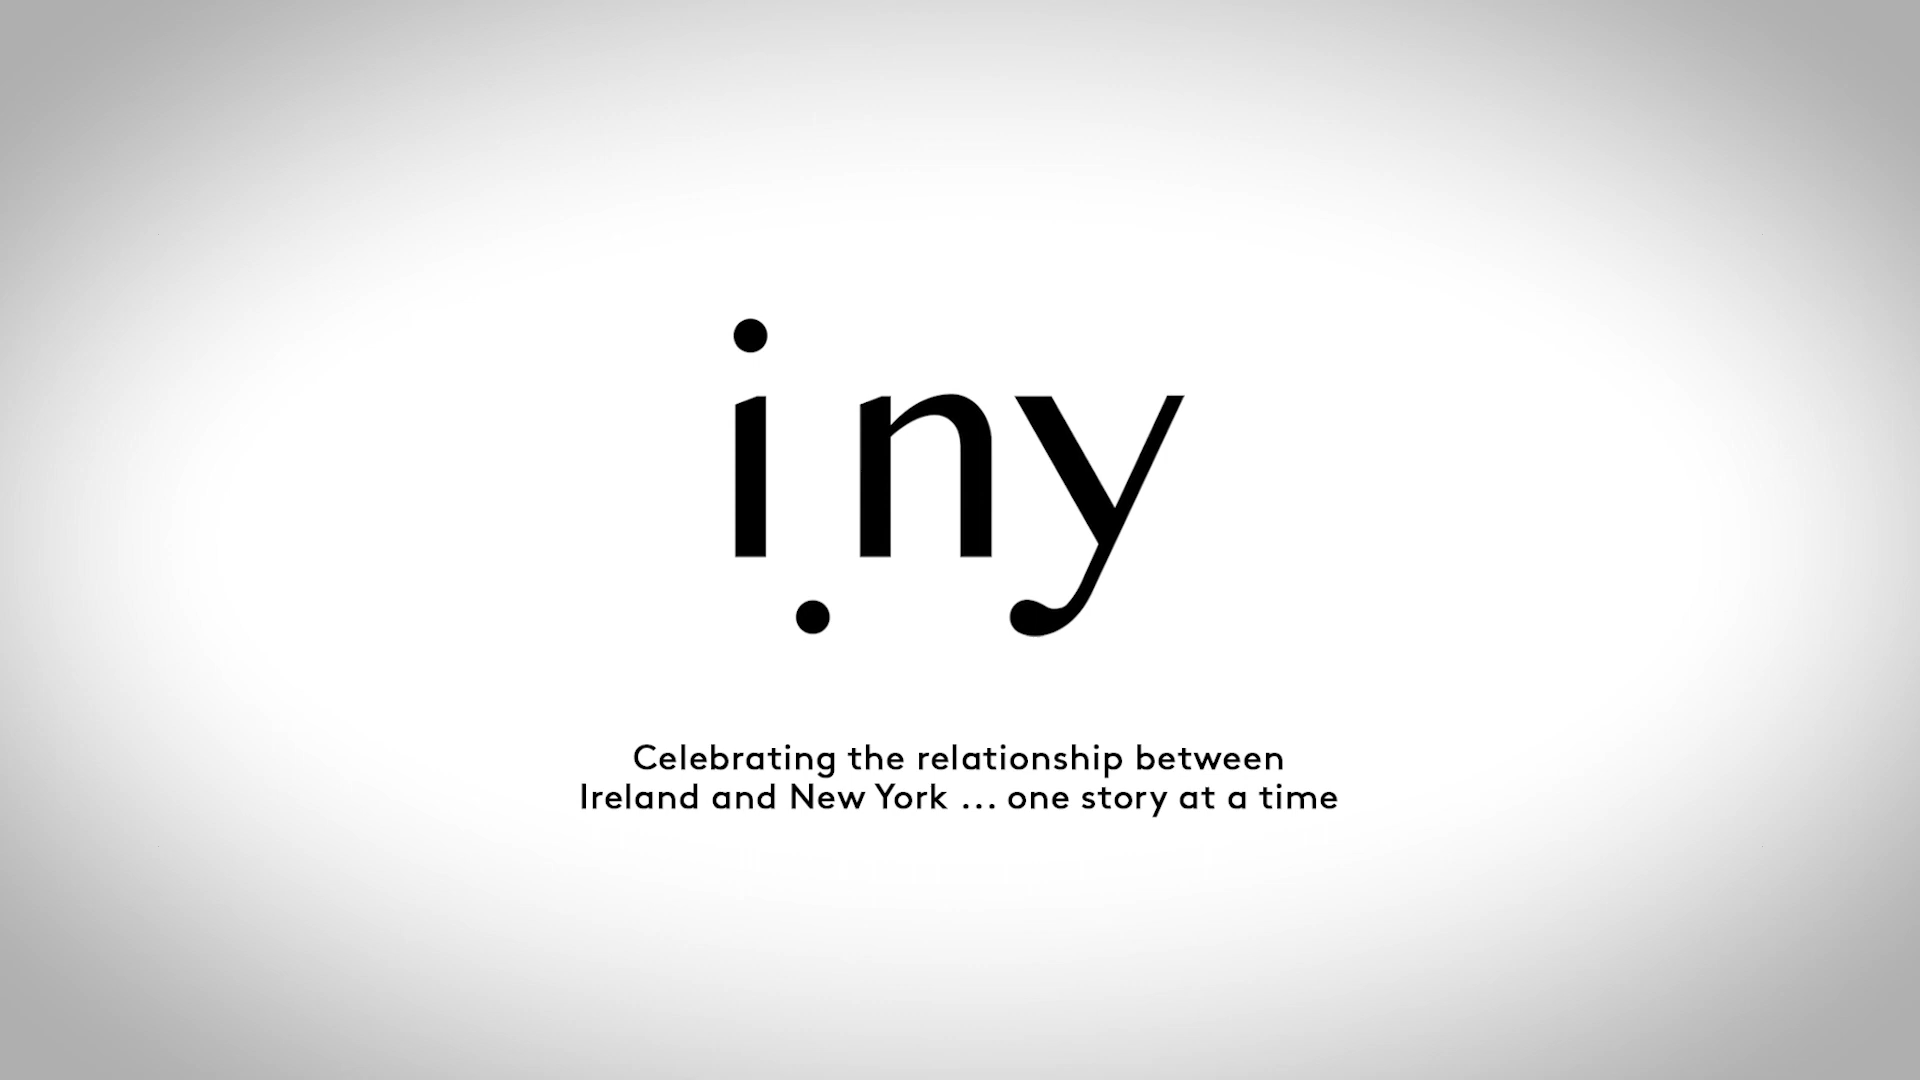 i.ny
Celebrating the relationship between
Ireland and New York ... one story at a time